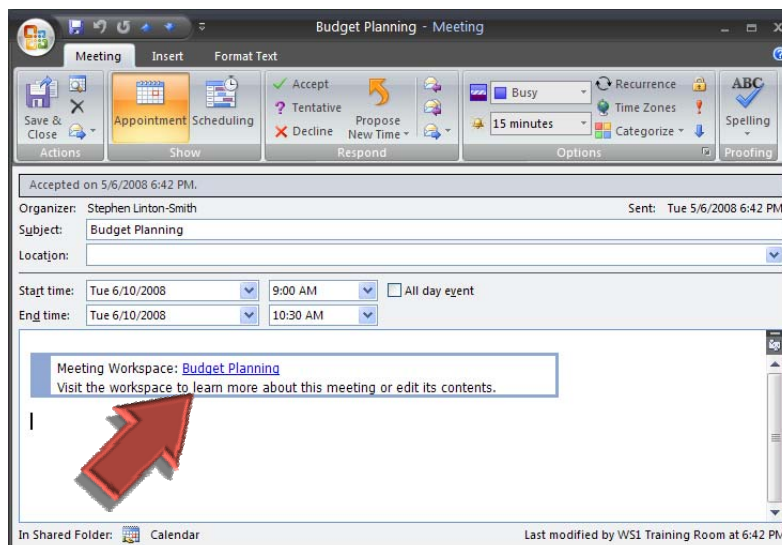 Budget Planning - Meeting
Meeting Insert Format Text
Save & Close
Appointment Scheduling
Accept
Tentative
Decline
Propose New Time
Busy
15 minutes
Recurrence
Time Zones
Categorize
ABC
Spelling
Actions Show Respond Options Proofing
Accepted on 5/6/2008 6:42 PM.
Organizer: Stephen Linton-Smith Sent: Tue 5/6/2008 6:42 PM
Subject: Budget Planning
Location:
Start time: Tue 6/10/2008 9:00 AM All day event
End time: Tue 6/10/2008 10:30 AM
Meeting Workspace: Budget Planning
Visit the workspace to learn more about this meeting or edit its contents.
In Shared Folder: Calendar Last modified by WS1 Training Room at 6:42 PM